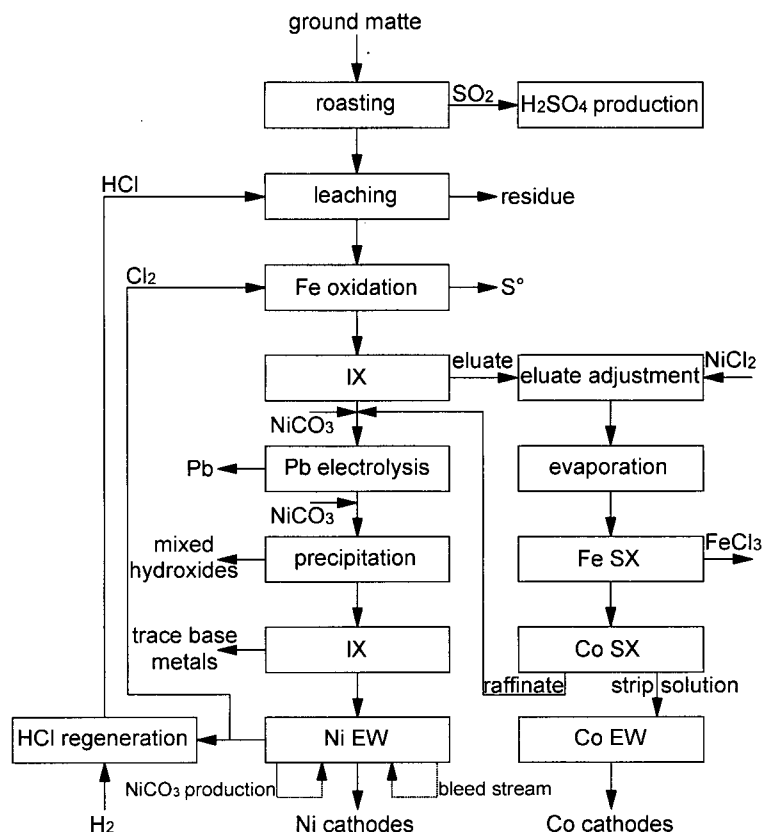 ground matte
roasting
SO2
H2SO4 production
HCl
leaching
residue
Cl2
Fe oxidation
S°
IX
eluate
eluate adjustment
NiCl2
NiCO3
Pb
Pb electrolysis
evaporation
NiCO3
mixed
hydroxides
precipitation
Fe SX
FeCl3
trace base
metals
IX
Co SX
raffinate
strip solution
HCl regeneration
Ni EW
Co EW
NiCO3 production
bleed stream
H2
Ni cathodes
Co cathodes